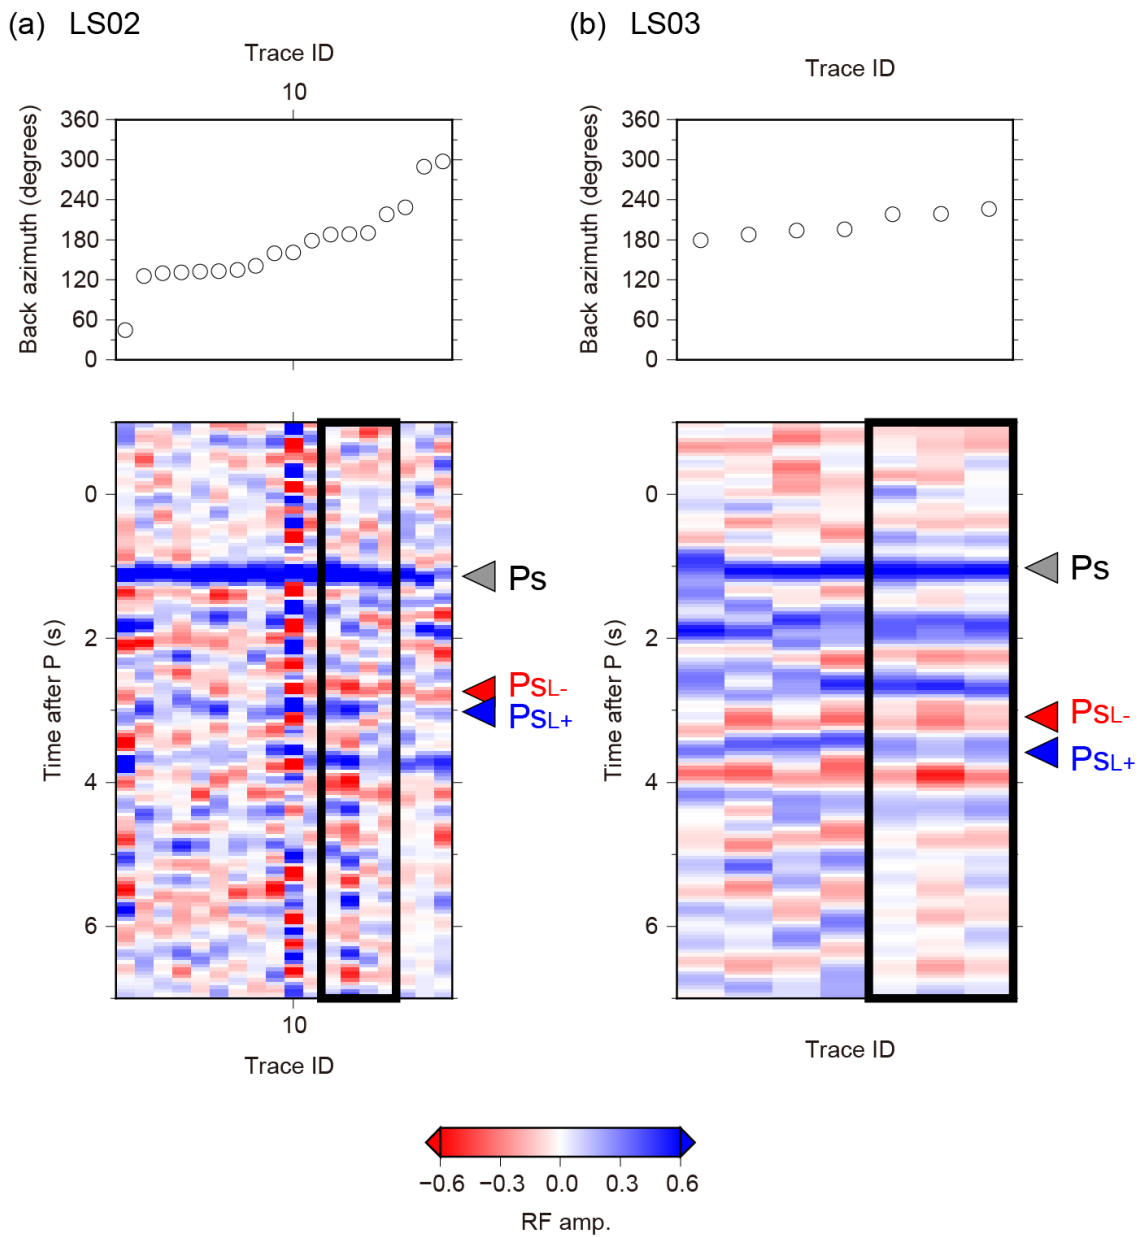 (a) LS02
Trace ID
10
Back azimuth (degrees)
360
300
240
180
120
60
0
Time after P (s)
0
2
4
6
Ps
PsL-
PsL+
10
Trace ID
(b) LS03
Trace ID
Back azimuth (degrees)
360
300
240
180
120
60
0
Time after P (s)
0
2
4
6
Ps
PsL-
PsL+
Trace ID
−0.6 −0.3 0.0 0.3 0.6
RF amp.